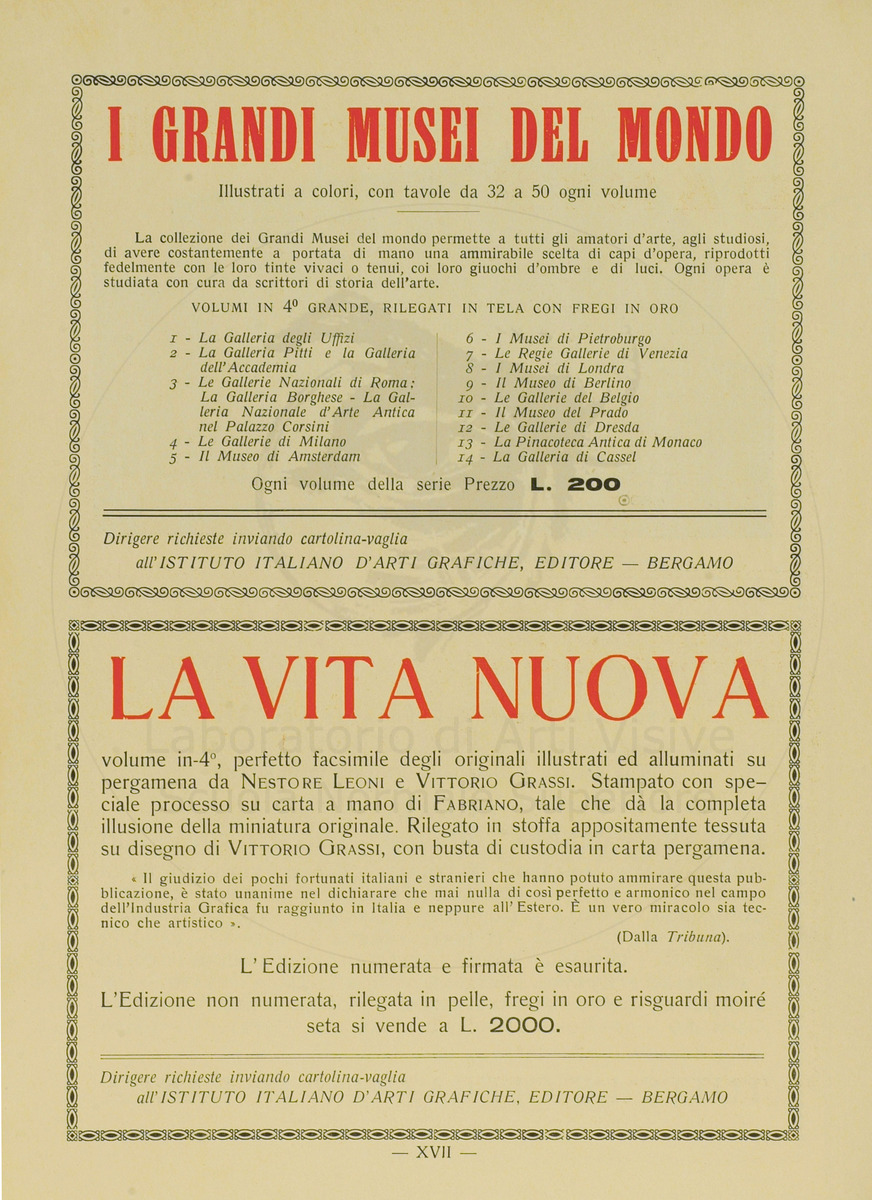 I GRANDI MUSEI DEL MONDO
Illustrati a colori, con tavole da 32 a 50 ogni volume
La collezione dei Grandi Musei del mondo permette a tutti gli amatori d'arte, agli studiosi,
di avere costantemente a portata di mano una ammirabile scelta di capi d'opera, riprodotti
fedelmente con le loro tinte vivaci o tenui, coi loro giuochi d'ombre e di luci. Ogni opera è
studiata con cura da scrittori di storia dell'arte.
VOLUMI IN 4º GRANDE, RILEGATI IN TELA CON FREGI IN ORO
1 - La Galleria degli Uffizi
2 - La Galleria Pitti e la Galleria
dell'Accademia
3 - Le Gallerie Nazionali di Roma:
La Galleria Borghese - La Gal-
leria Nazionale d'Arte Antica
nel Palazzo Corsini
4 - Le Gallerie di Milano
5 - Il Museo di Amsterdam
6 - I Musei di Pietroburgo
7 - Le Regie Gallerie di Venezia
8 - I Musei di Londra
9 - Il Museo di Berlino
10 - Le Gallerie del Belgio
11 - Il Museo del Prado
12 - Le Gallerie di Dresda
13 - La Pinacoteca Antica di Monaco
14 - La Galleria di Cassel
Ogni volume della serie Prezzo L. 200
Dirigere richieste inviando cartolina-vaglia
all'ISTITUTO ITALIANO D'ARTI GRAFICHE, EDITORE — BERGAMO
LA VITA NUOVA
Laboratorio di Arti Visive
volume in-4º, perfetto facsimile degli originali illustrati ed alluminati su
pergamena da NESTORE LEONI e VITTORIO GRASSI. Stampato con spe-
ciale processo su carta a mano di FABRIANO, tale che dà la completa
illusione della miniatura originale. Rilegato in stoffa appositamente tessuta
su disegno di VITTORIO GRASSI, con busta di custodia in carta pergamena.
« Il giudizio dei pochi fortunati italiani e stranieri che hanno potuto ammirare questa pub-
blicazione, è stato unanime nel dichiarare che mai nulla di così perfetto e armonico nel campo
dell'Industria Grafica fu raggiunto in Italia e neppure all'Estero. È un vero miracolo sia tec-
nico che artistico ».
(Dalla Tribuna).
L'Edizione numerata e firmata è esaurita.
L'Edizione non numerata, rilegata in pelle, fregi in oro e risguardi moiré
seta si vende a L. 2000.
Dirigere richieste inviando cartolina-vaglia
all'ISTITUTO ITALIANO D'ARTI GRAFICHE, EDITORE — BERGAMO
— XVII —